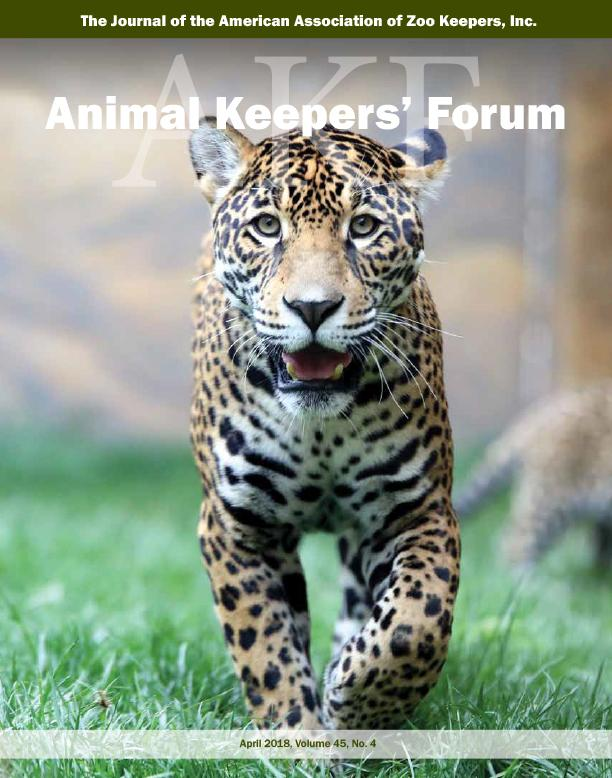 The Journal of the American Association of Zoo Keepers, Inc.
AKF
Animal Keepers’ Forum
April 2018, Volume 45, No. 4